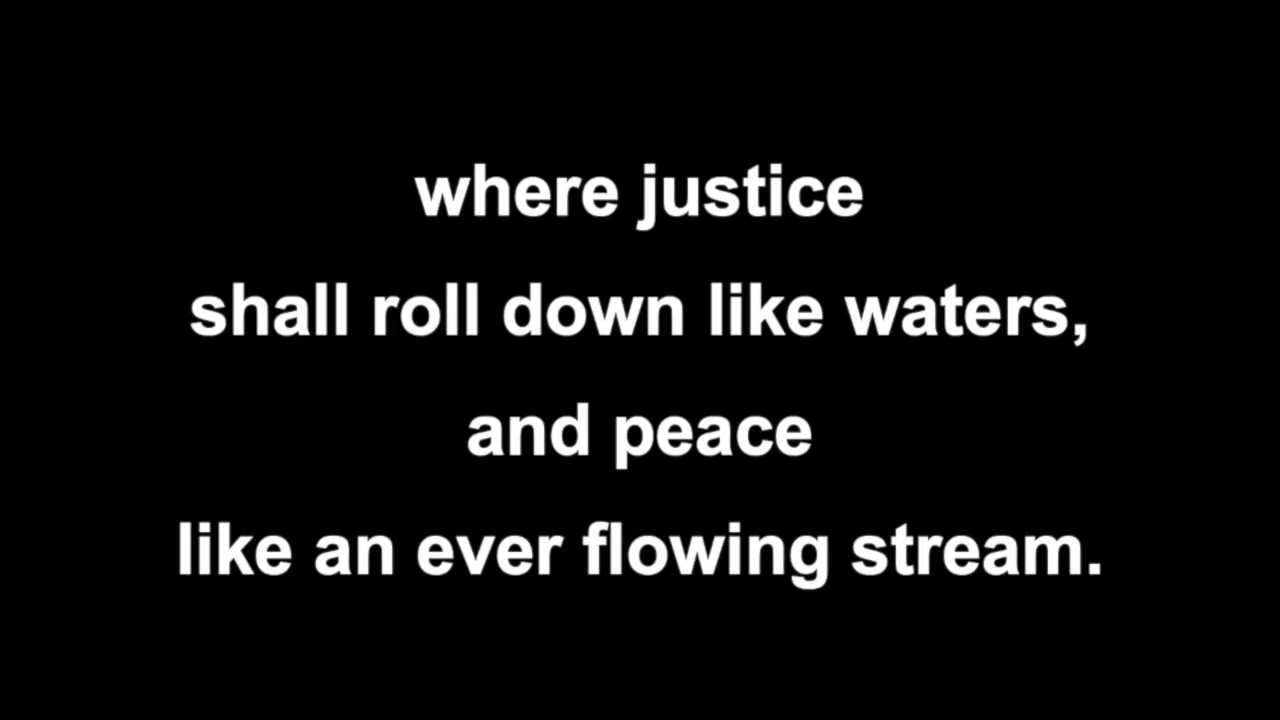 where justice
shall roll down like waters,
and peace
like an ever flowing stream.